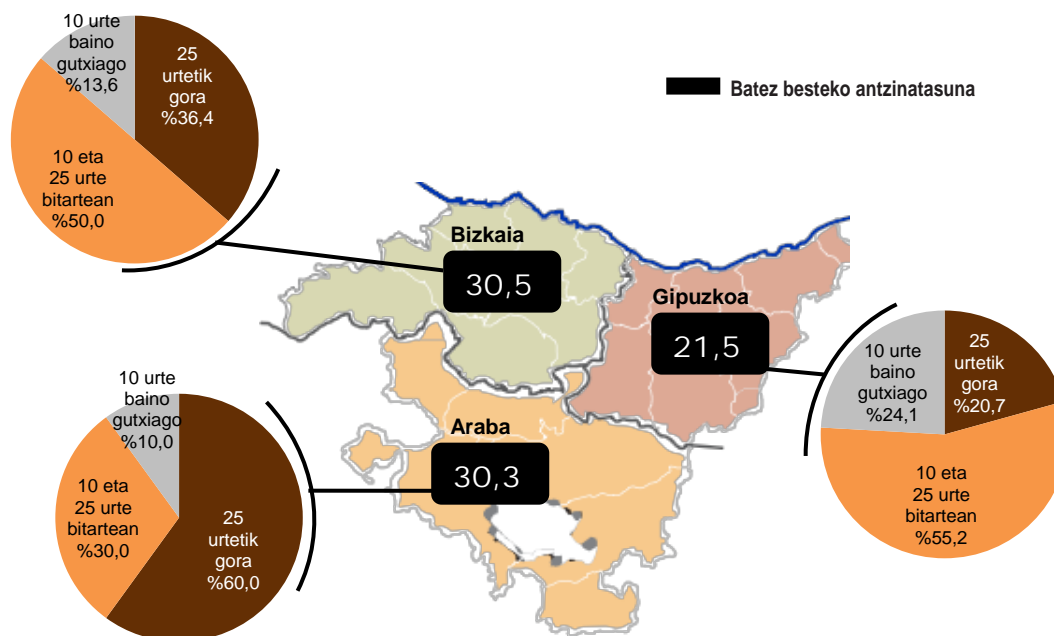 10 urte
baino
gutxiago
%13,6
25
urtetik
gora
%36,4
10 eta
25 urte
bitartean
%50,0
Batez besteko antzinatasuna
Bizkaia
30,5
Gipuzkoa
21,5
10 urte
baino
gutxiago
%24,1
25
urtetik
gora
%20,7
10 eta
25 urte
bitartean
%55,2
Araba
30,3
10 urte
baino
gutxiago
%10,0
10 eta
25 urte
bitartean
%30,0
25
urtetik
gora
%60,0